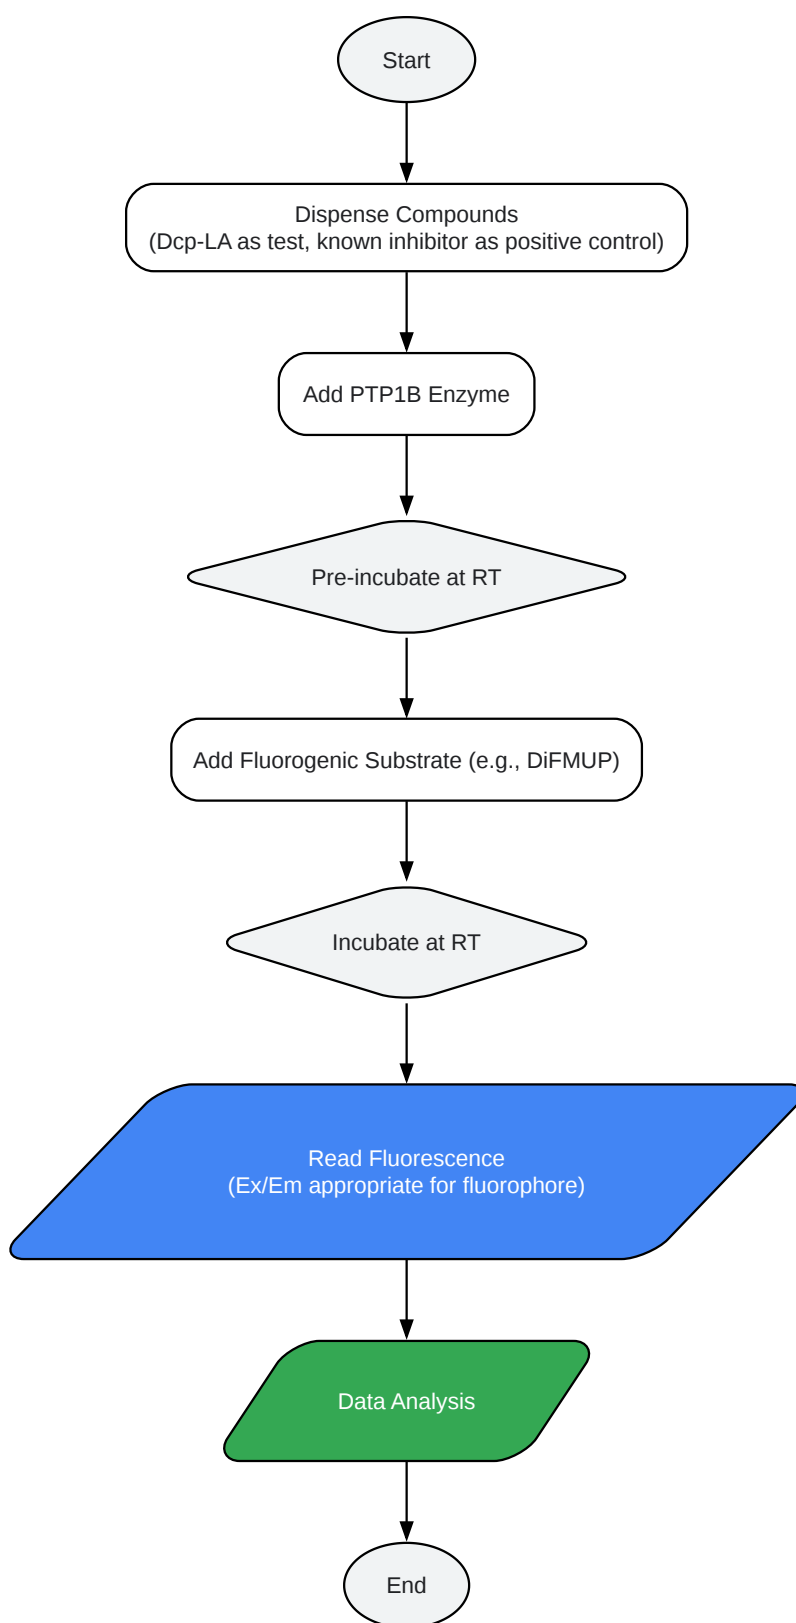 Start
Dispense Compounds
(Dcp-LA as test, known inhibitor as positive control)
Add PTP1B Enzyme
Pre-incubate at RT
Add Fluorogenic Substrate (e.g., DiFMUP)
Incubate at RT
Read Fluorescence
(Ex/Em appropriate for fluorophore)
Data Analysis
End